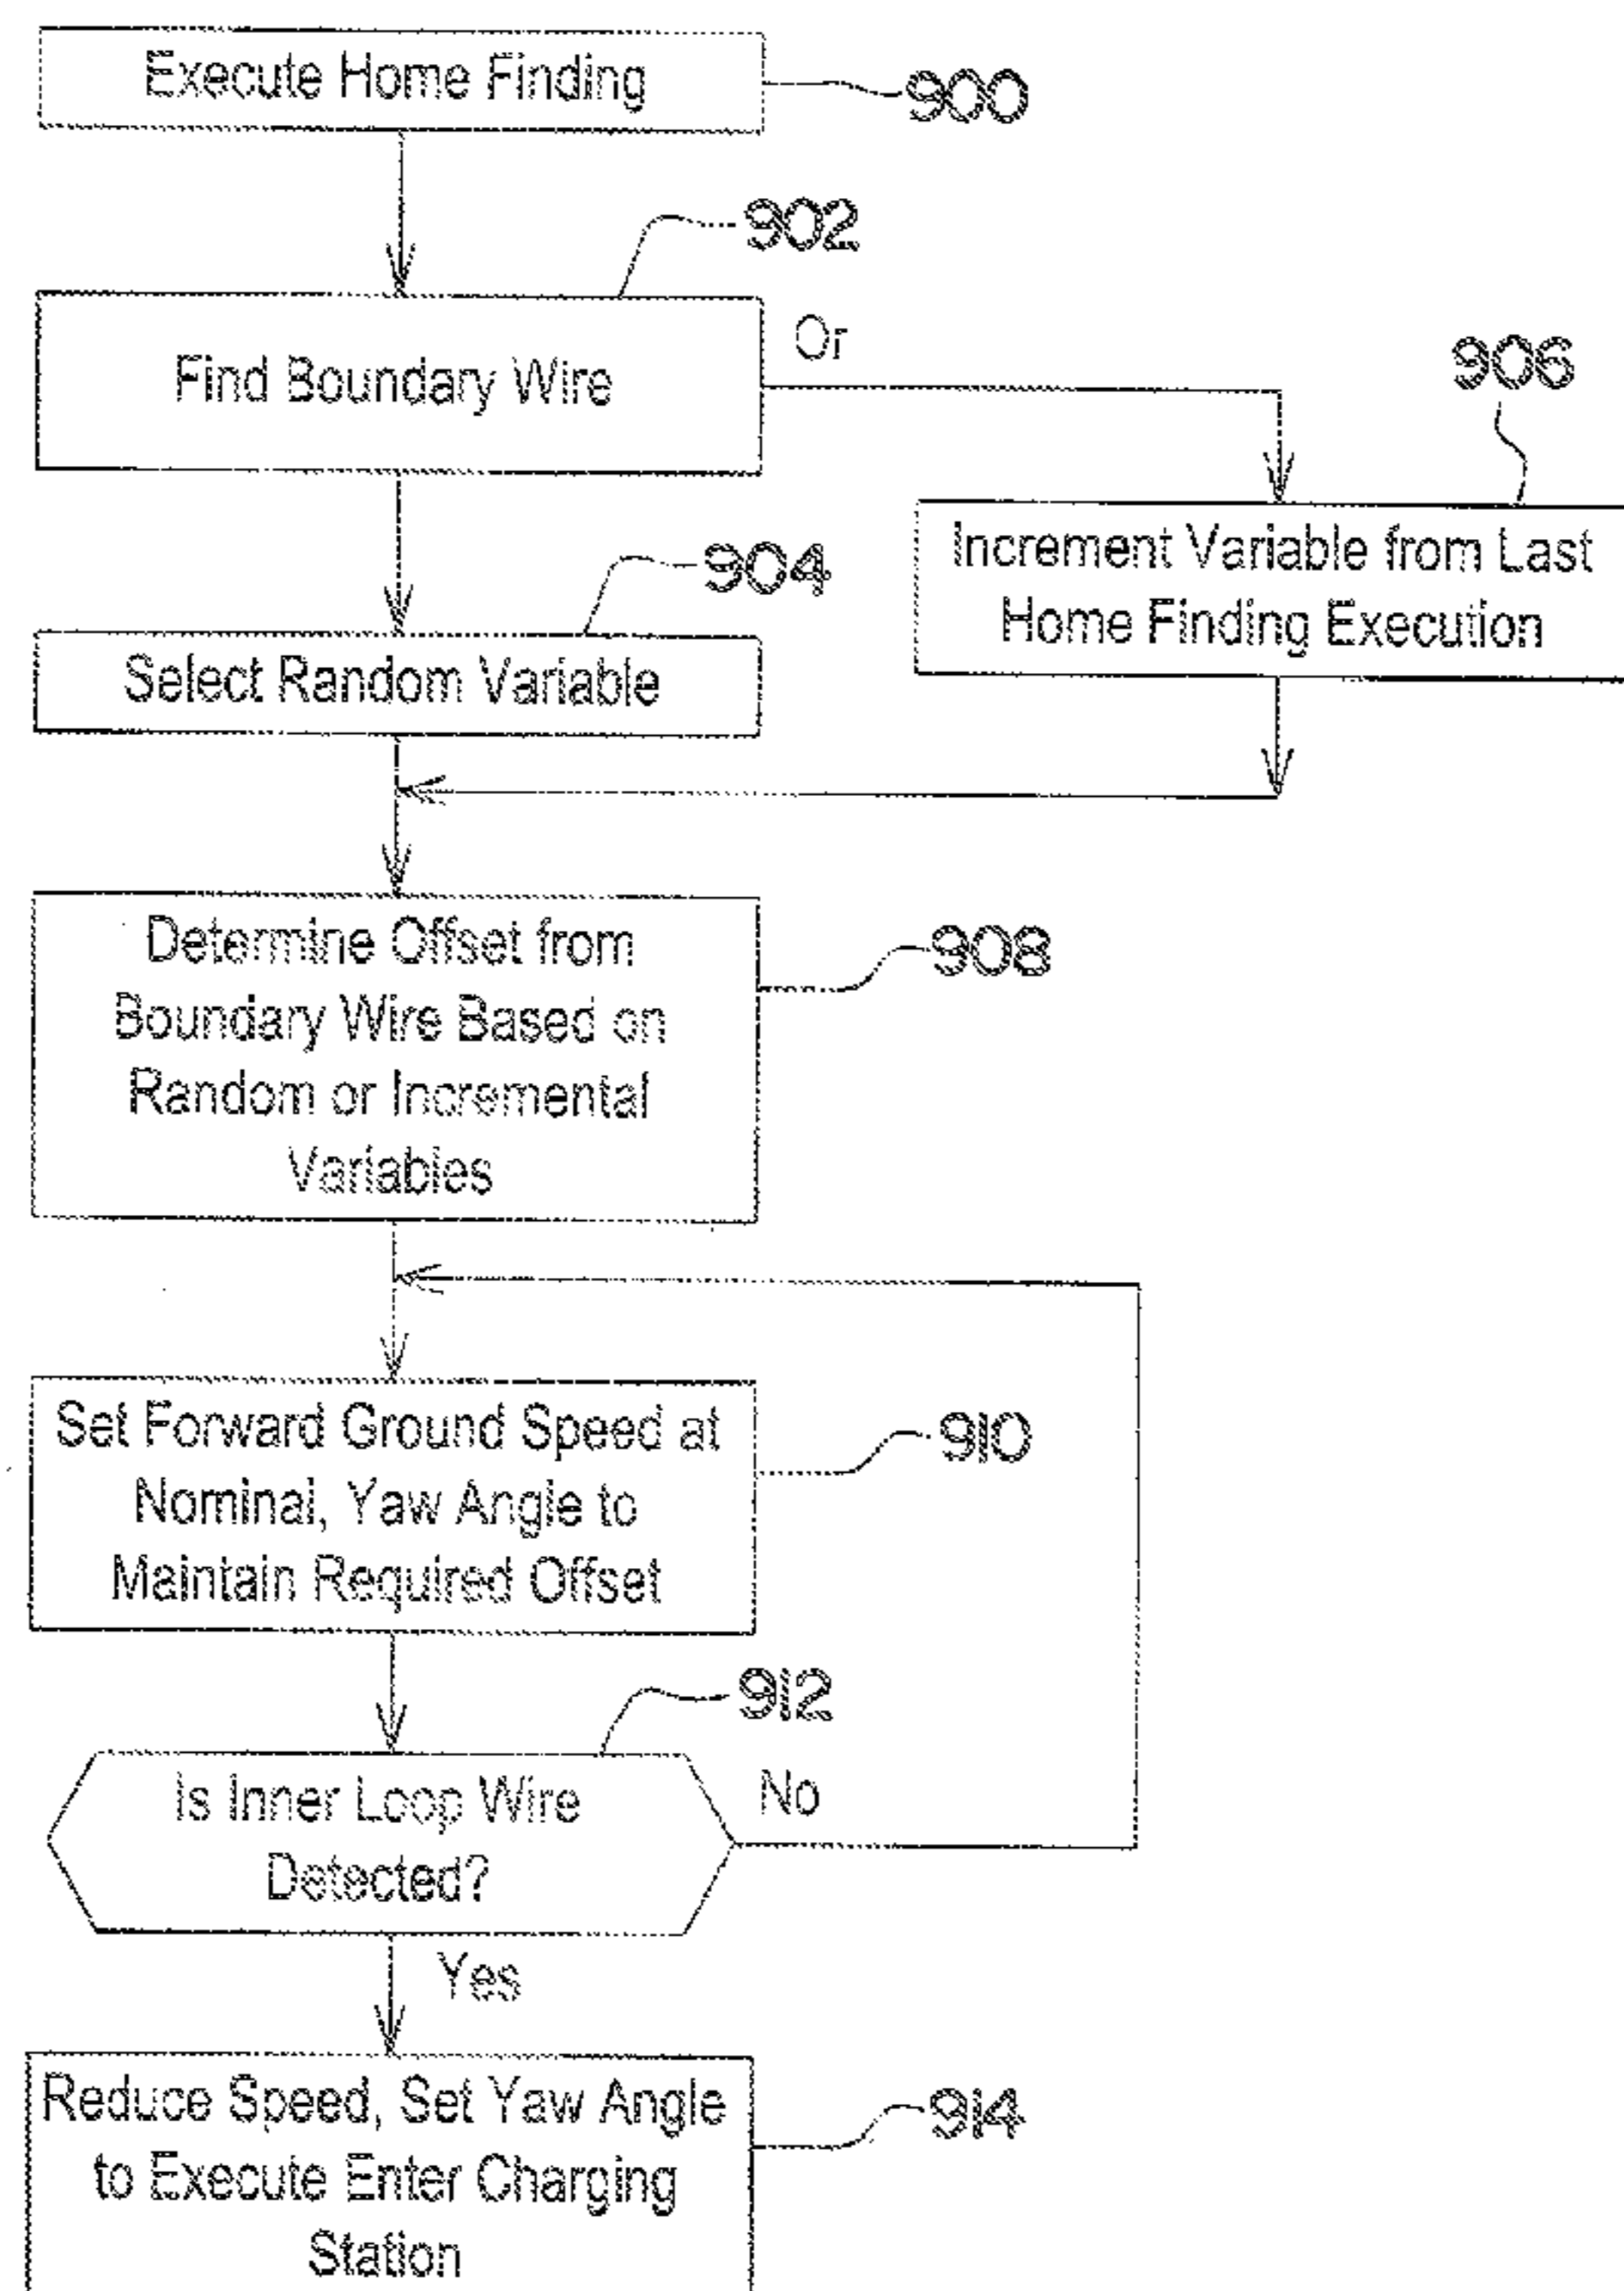 Execute Home Finding
900
902
Find Boundary Wire
Or
906
Increment Variable from Last
Home Finding Execution
904
Select Random Variable
Determine Offset from
Boundary Wire Based on
Random or Incremental
Variables
908
Set Forward Ground Speed at
Nominal, Yaw Angle to
Maintain Required Offset
910
912
Is Inner Loop Wire
Detected?
No
Yes
Reduce Speed, Set Yaw Angle
to Execute Enter Charging
Station
914